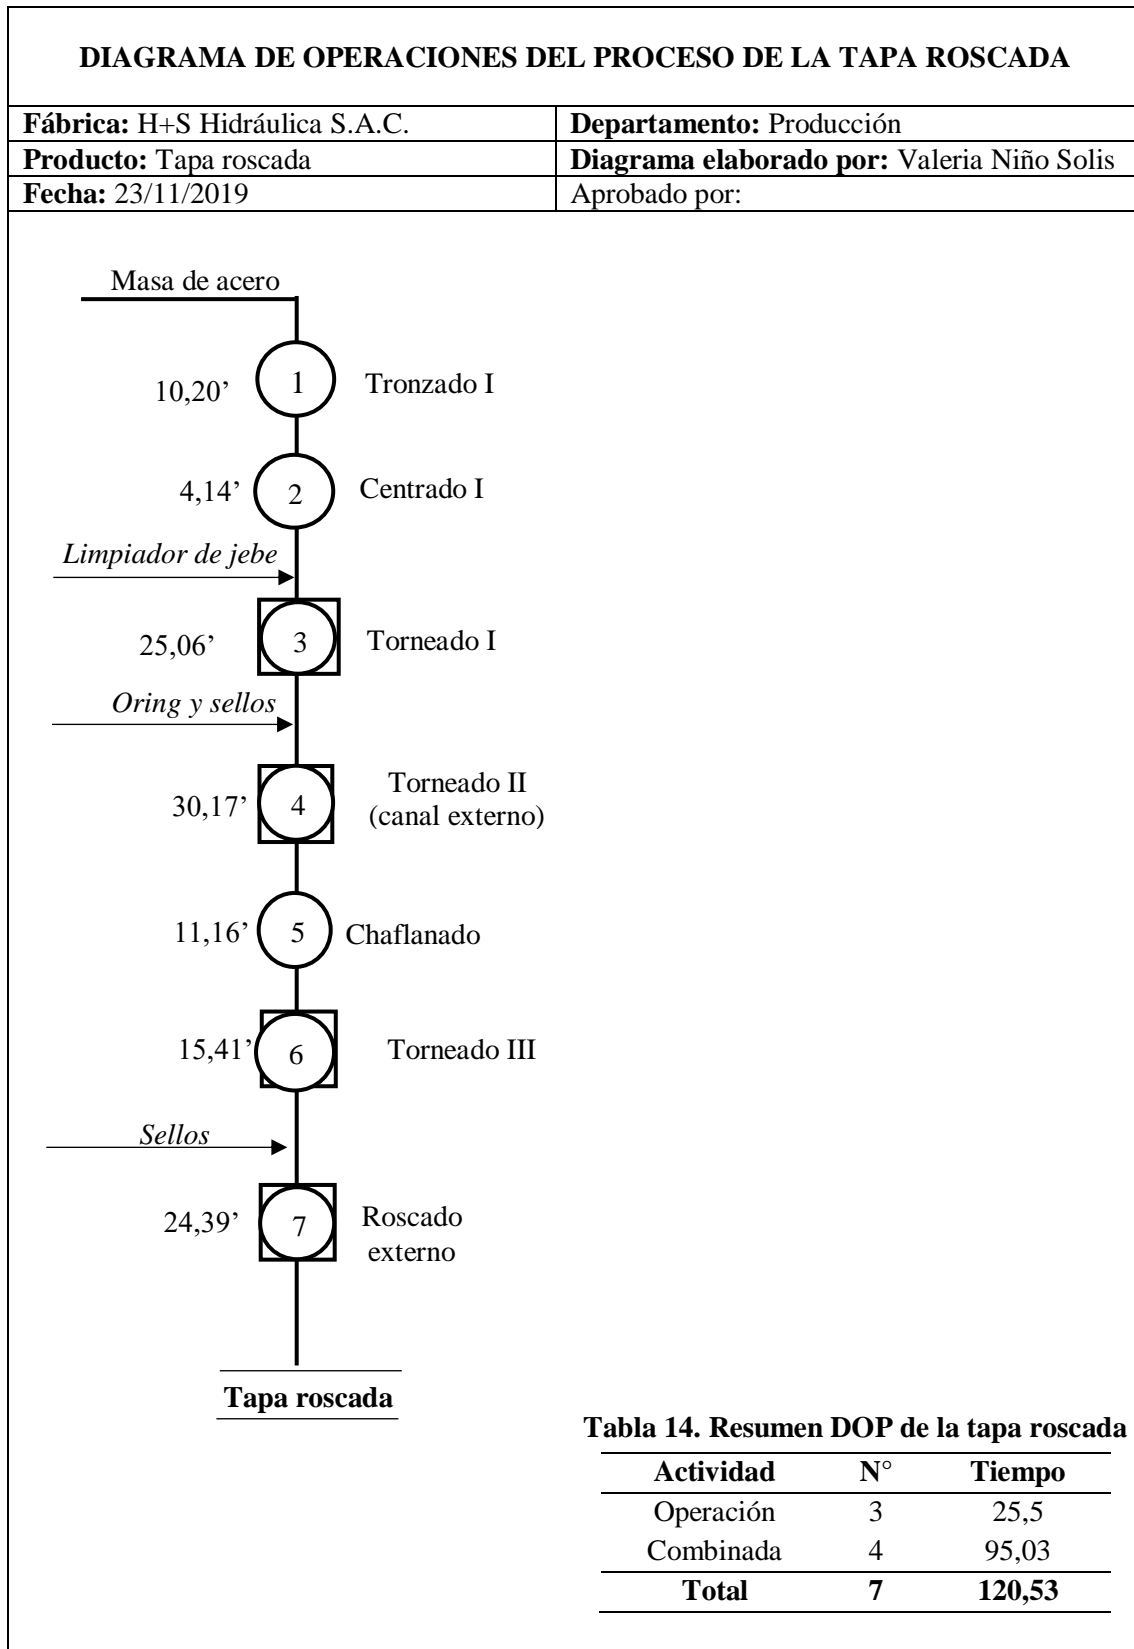 DIAGRAMA DE OPERACIONES DEL PROCESO DE LA TAPA ROSCADA
Fábrica: H+S Hidráulica S.A.C.
Departamento: Producción
Producto: Tapa roscada
Diagrama elaborado por: Valeria Niño Solis
Fecha: 23/11/2019
Aprobado por:
Masa de acero
10,20’ 1 Tronzado I
4,14’ 2 Centrado I
Limpiador de jebe
25,06’ 3 Torneado I
Oring y sellos
30,17’ 4 Torneado II
(canal externo)
11,16’ 5 Chaflanado
15,41’ 6 Torneado III
Sellos
24,39’ 7 Roscado
externo
Tapa roscada
Tabla 14. Resumen DOP de la tapa roscada
Actividad N° Tiempo
Operación 3 25,5
Combinada 4 95,03
Total 7 120,53